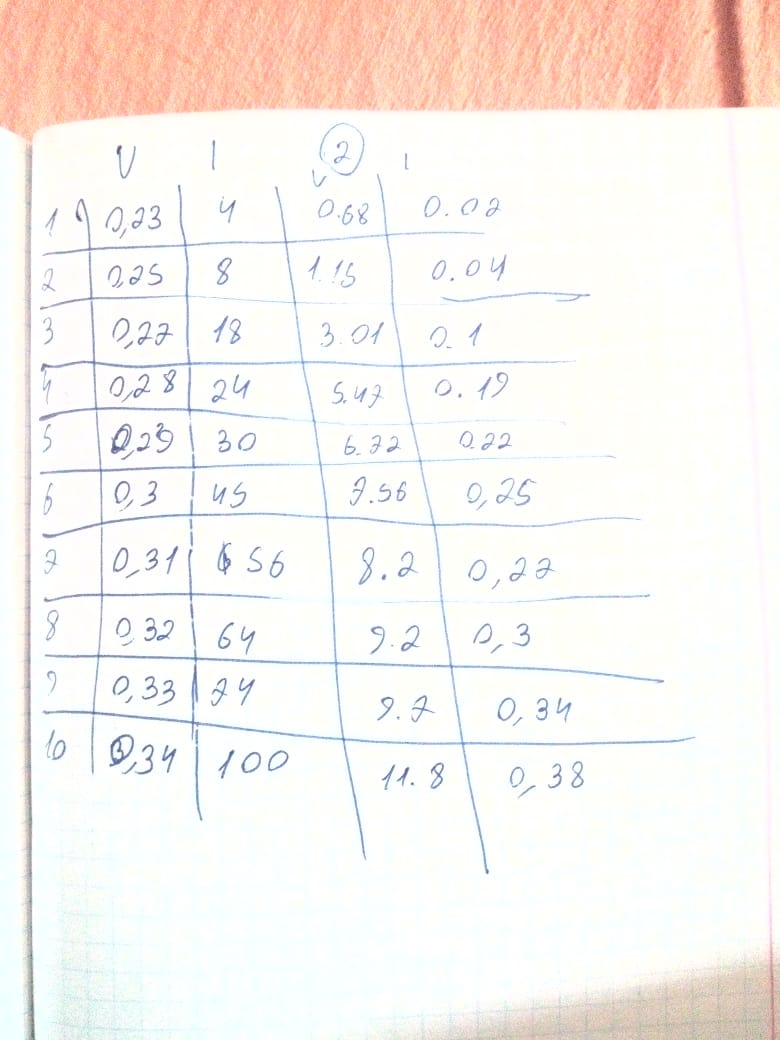 V I ② V I
1 0,23 4 0.68 0.02
2 0,25 8 1.15 0.04
3 0,27 18 3.01 0.1
4 0,28 24 5.47 0.19
5 0,29 30 0.22
6 0,3 45 7.56 0,25
7 0,31 56 8.2 0,27
8 0,32 64 9.2 0,3
9 0,33 74 9.7 0,34
10 0,34 100 11.8 0,38